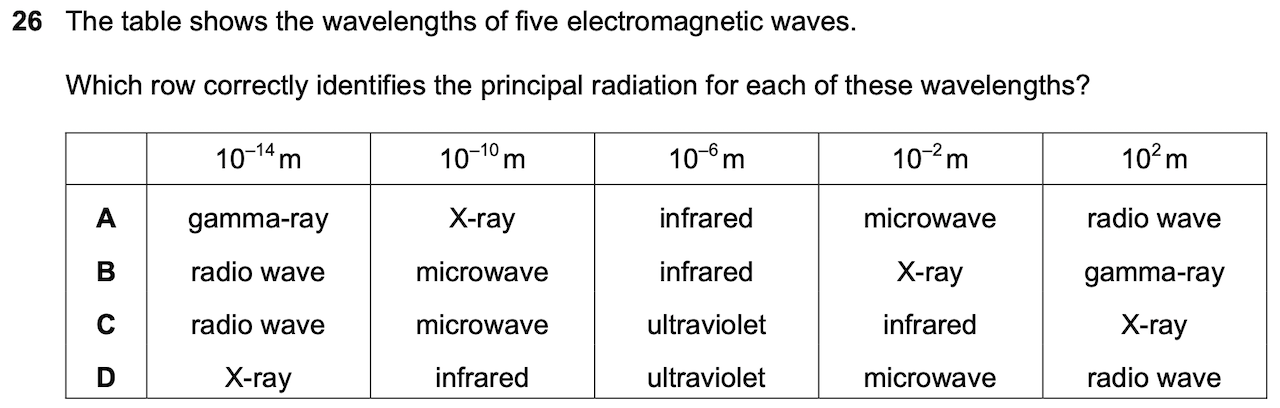 26 The table shows the wavelengths of five electromagnetic waves.
Which row correctly identifies the principal radiation for each of these wavelengths?
10⁻¹⁴ m 10⁻¹⁰ m 10⁻⁶ m 10⁻² m 10² m
A gamma-ray X-ray infrared microwave radio wave
B radio wave microwave infrared X-ray gamma-ray
C radio wave microwave ultraviolet infrared X-ray
D X-ray infrared ultraviolet microwave radio wave